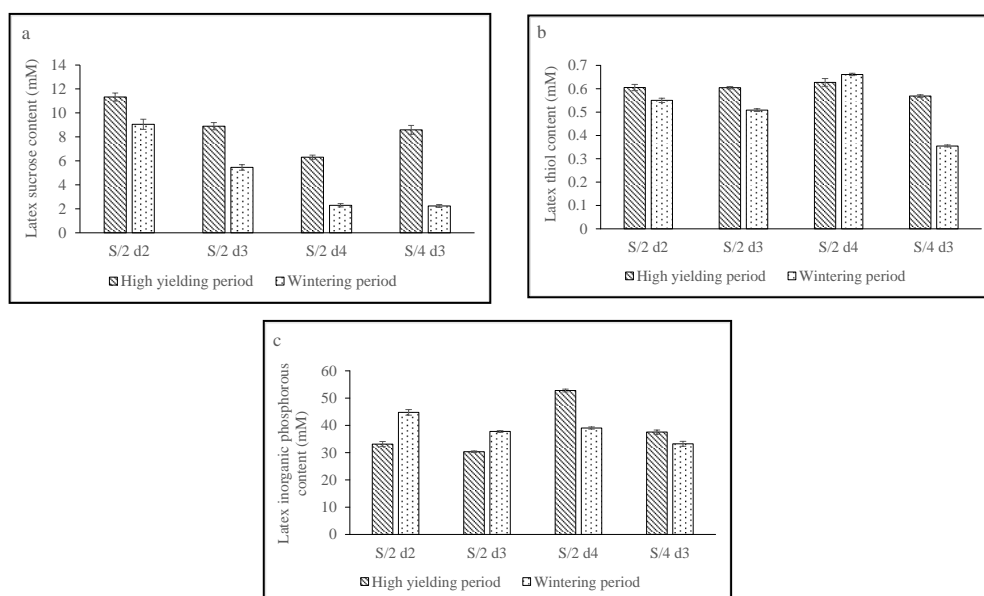 a
Latex sucrose content (mM)
14
12
10
8
6
4
2
0
S/2 d2 S/2 d3 S/2 d4 S/4 d3
High yielding period Wintering period
b
Latex thiol content (mM)
0.7
0.6
0.5
0.4
0.3
0.2
0.1
0
S/2 d2 S/2 d3 S/2 d4 S/4 d3
High yielding period Wintering period
c
Latex inorganic phosphorous
content (mM)
60
50
40
30
20
10
0
S/2 d2 S/2 d3 S/2 d4 S/4 d3
High yielding period Wintering period